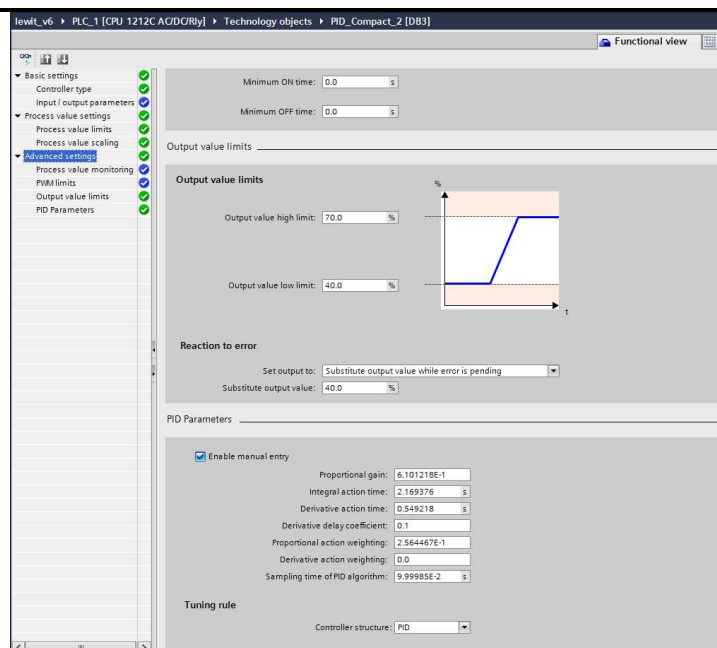 lewit_v6 ▸ PLC_1 [CPU 1212C AC/DC/Rly] ▸ Technology objects ▸ PID_Compact_2 [DB3]
Functional view
Basic settings
Controller type
Input / output parameters
Process value settings
Process value limits
Process value scaling
Advanced settings
Process value monitoring
PWM limits
Output value limits
PID Parameters
Minimum ON time: 0.0 s
Minimum OFF time: 0.0 s
Output value limits
Output value limits
%
Output value high limit: 70.0 %
Output value low limit: 40.0 %
t
Reaction to error
Set output to: Substitute output value while error is pending
Substitute output value: 40.0 %
PID Parameters
Enable manual entry
Proportional gain: 6.101218E-1
Integral action time: 2.169376 s
Derivative action time: 0.549218 s
Derivative delay coefficient: 0.1
Proportional action weighting: 2.564467E-1
Derivative action weighting: 0.0
Sampling time of PID algorithm: 9.99985E-2 s
Tuning rule
Controller structure: PID